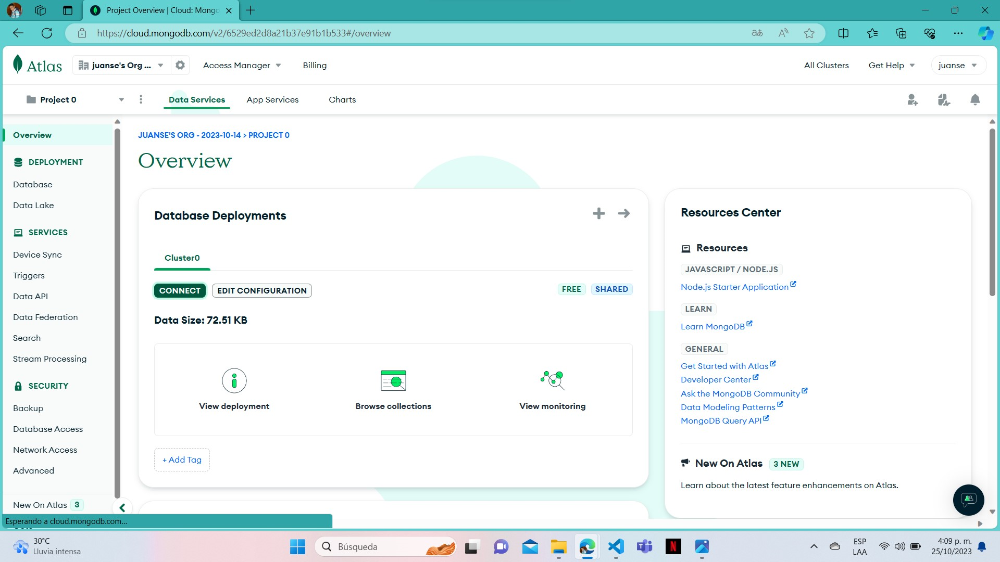 Project Overview | Cloud: Mongo
https://cloud.mongodb.com/v2/6529ed2d8a21b37e91b1b533#/overview
Atlas
juanse's Org ...
Access Manager
Billing
All Clusters
Get Help
juanse
Project 0
Data Services
App Services
Charts
Overview
DEPLOYMENT
Database
Data Lake
SERVICES
Device Sync
Triggers
Data API
Data Federation
Search
Stream Processing
SECURITY
Backup
Database Access
Network Access
Advanced
New On Atlas 3
Esperando a cloud.mongodb.com...
JUANSE'S ORG - 2023-10-14 > PROJECT 0
Overview
Database Deployments
Cluster0
CONNECT
EDIT CONFIGURATION
FREE
SHARED
Data Size: 72.51 KB
View deployment
Browse collections
View monitoring
+ Add Tag
Resources Center
Resources
JAVASCRIPT / NODE.JS
Node.js Starter Application
LEARN
Learn MongoDB
GENERAL
Get Started with Atlas
Developer Center
Ask the MongoDB Community
Data Modeling Patterns
MongoDB Query API
New On Atlas 3 NEW
Learn about the latest feature enhancements on Atlas.
30°C
Lluvia intensa
Búsqueda
ESP
LAA
4:09 p. m.
25/10/2023